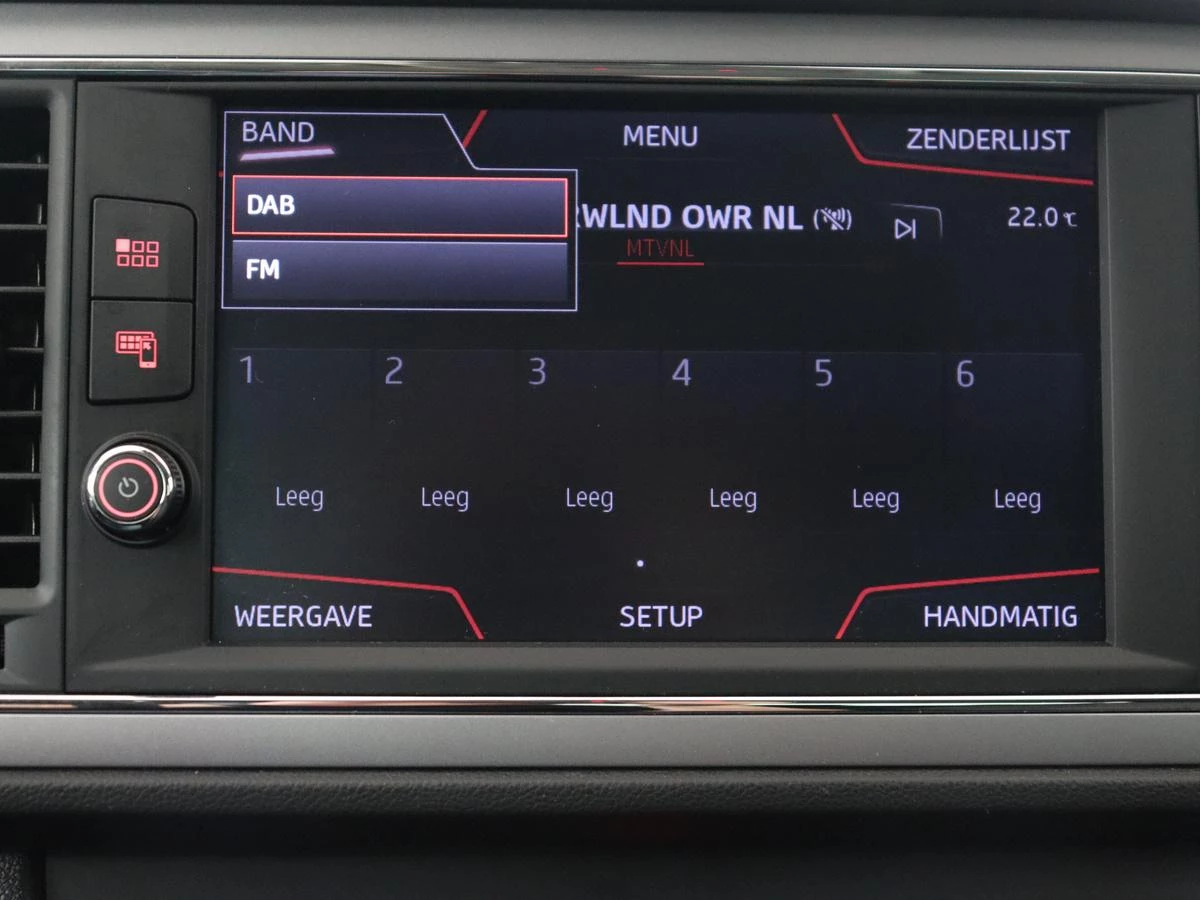 BAND
MENU
ZENDERLIJST
DAB
RWLND OWR NL
22.0 °C
MTVNL
FM
1 2 3 4 5 6
Leeg Leeg Leeg Leeg Leeg Leeg
WEERGAVE
SETUP
HANDMATIG